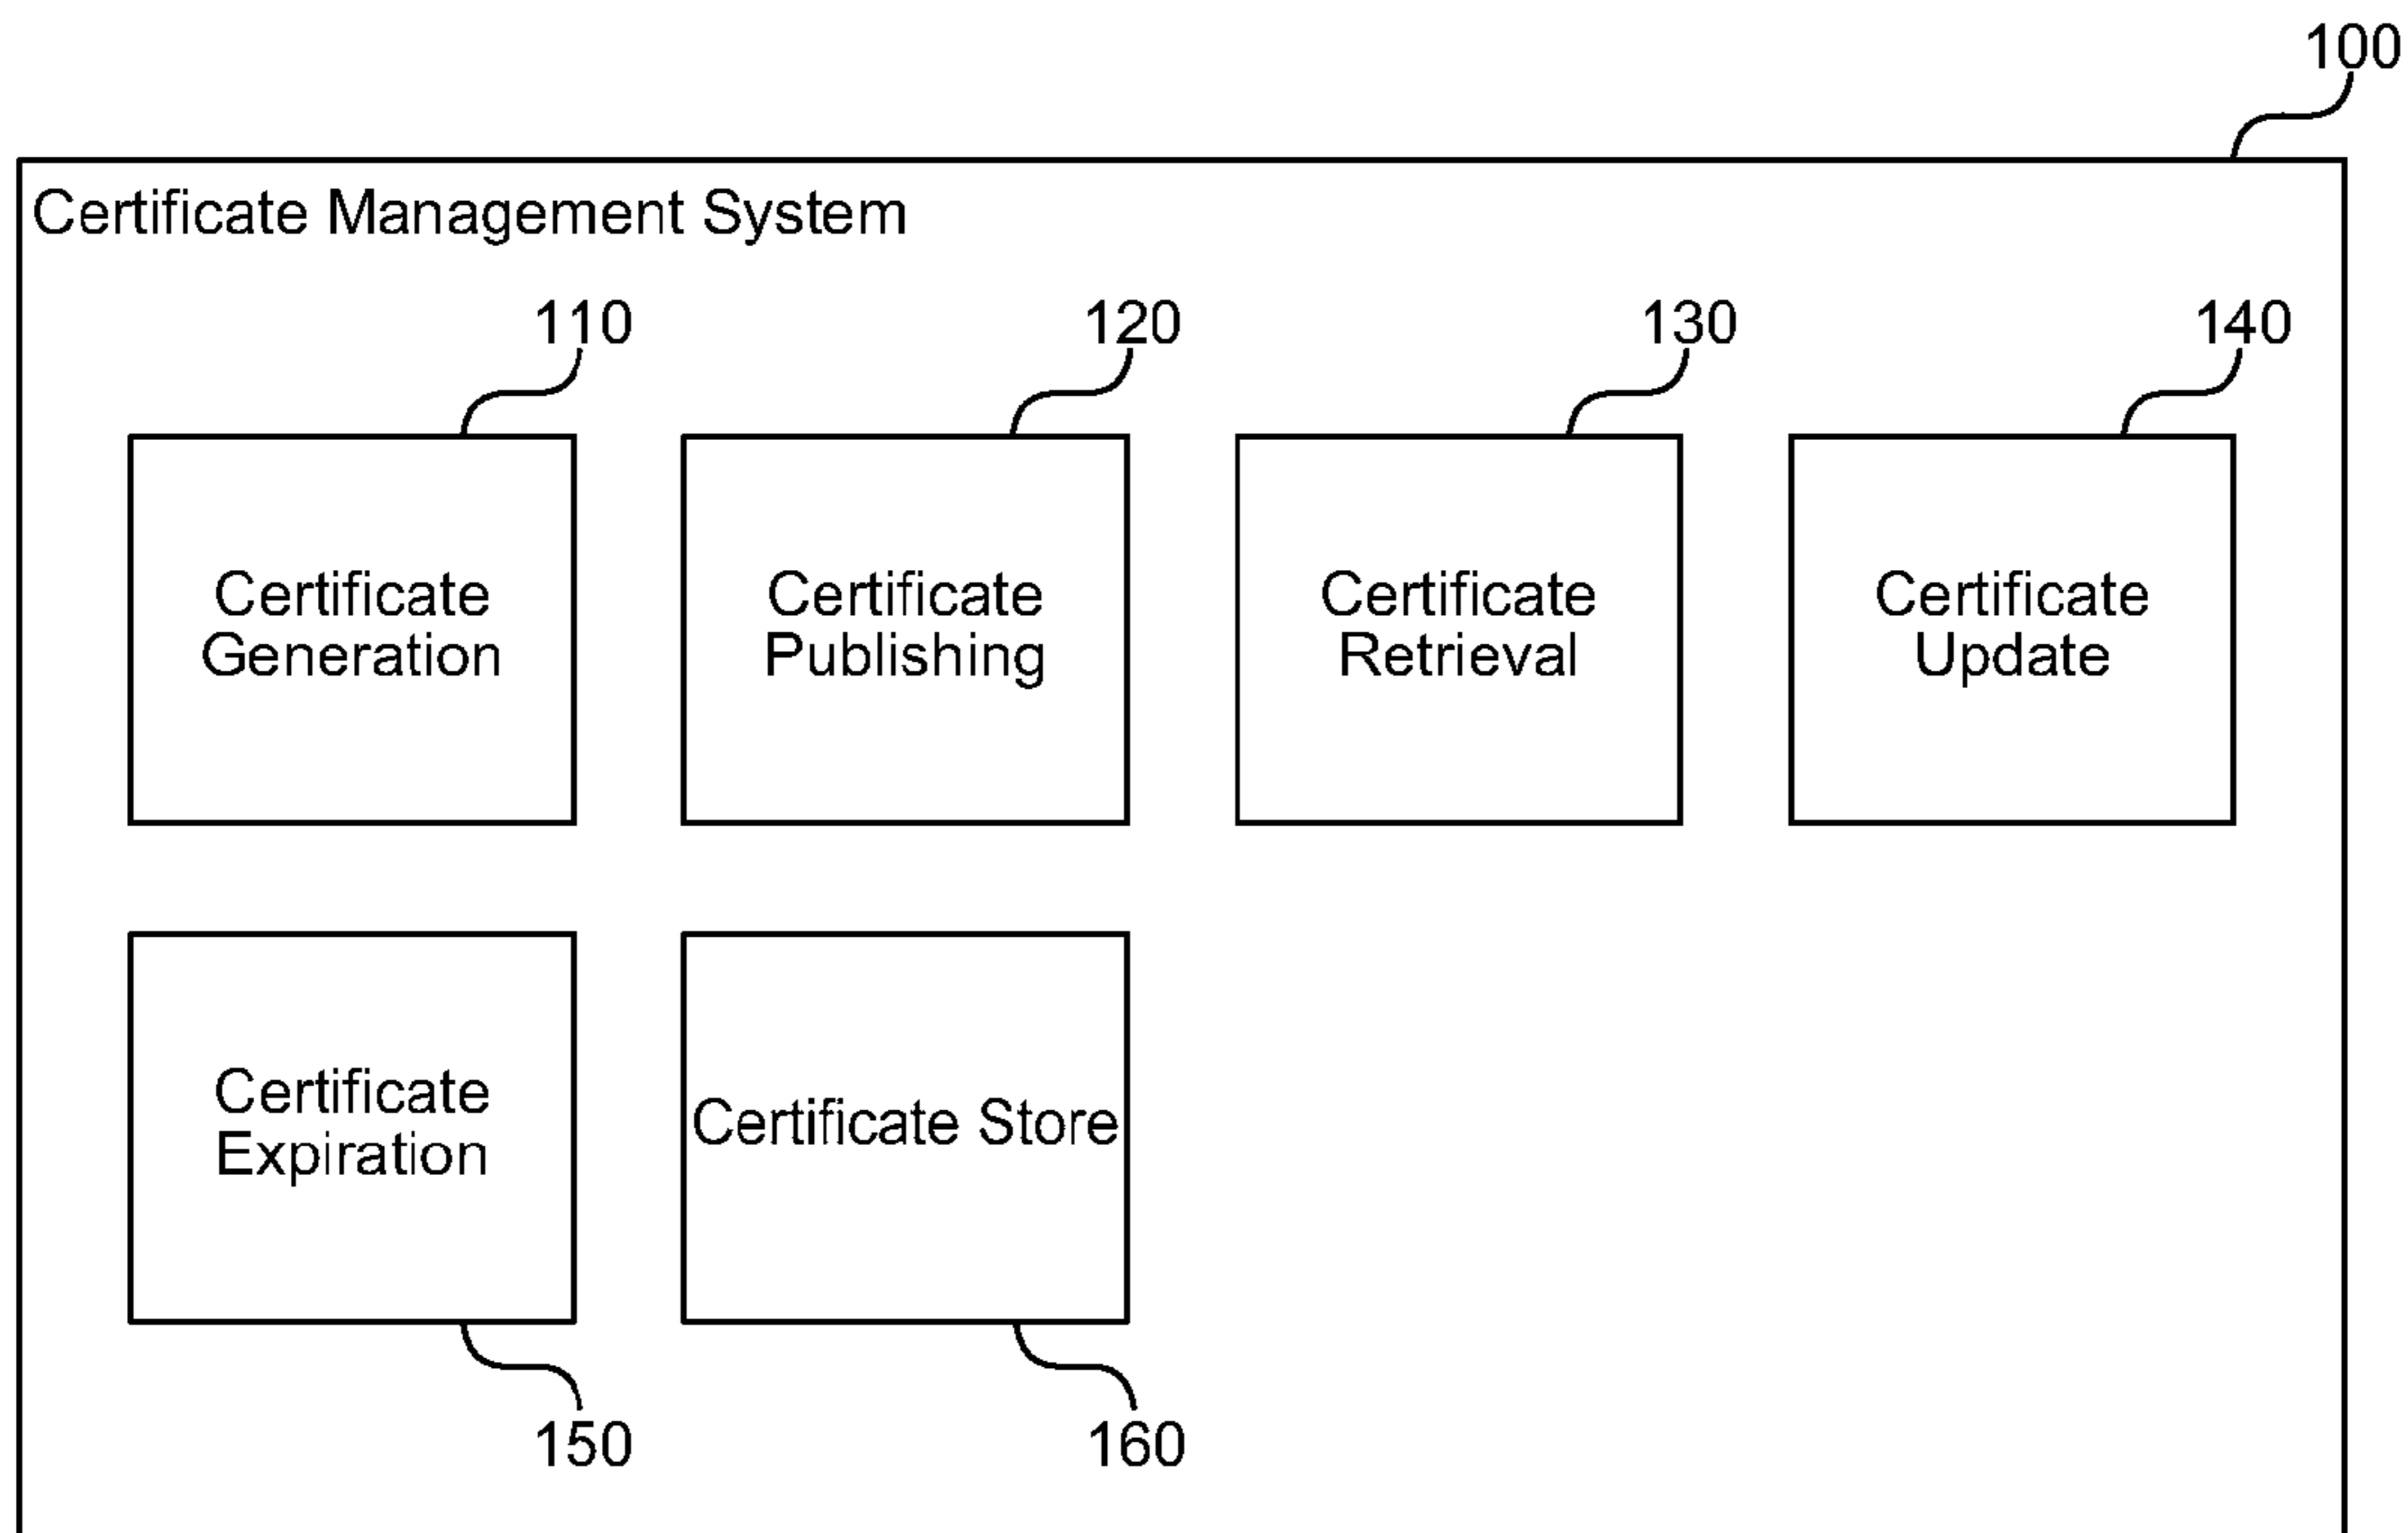 100
Certificate Management System
110
120
130
140
Certificate
Generation
Certificate
Publishing
Certificate
Retrieval
Certificate
Update
Certificate
Expiration
Certificate Store
150
160